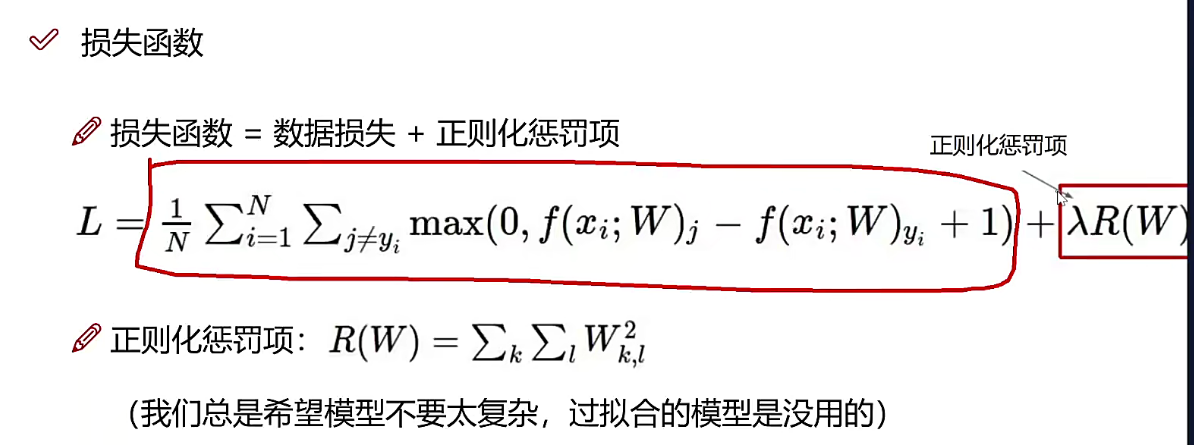 损失函数
损失函数 = 数据损失 + 正则化惩罚项
正则化惩罚项
L = \frac{1}{N} \sum_{i=1}^{N} \sum_{j \neq y_i} \max(0, f(x_i; W)_j - f(x_i; W)_{y_i} + 1) + \lambda R(W)
正则化惩罚项：R(W) = \sum_k \sum_l W_{k,l}^2
（我们总是希望模型不要太复杂，过拟合的模型是没用的）